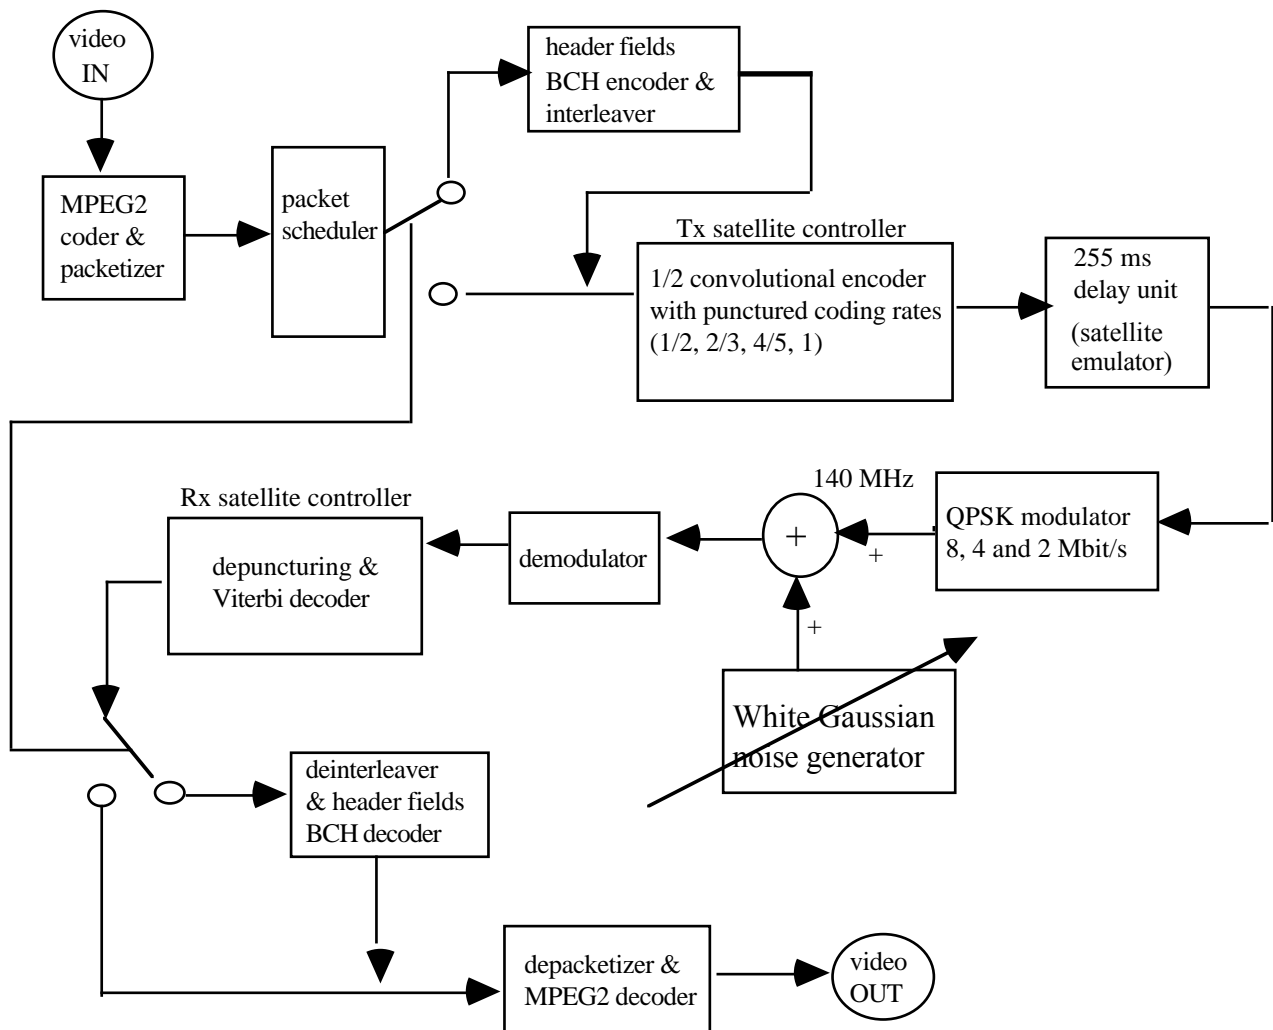 video
IN
header fields
BCH encoder &
interleaver
MPEG2
coder &
packetizer
packet
scheduler
Tx satellite controller
1/2 convolutional encoder
with punctured coding rates
(1/2, 2/3, 4/5, 1)
255 ms
delay unit
(satellite
emulator)
QPSK modulator
8, 4 and 2 Mbit/s
140 MHz
+
+
+
White Gaussian
noise generator
demodulator
Rx satellite controller
depuncturing &
Viterbi decoder
deinterleaver
& header fields
BCH decoder
depacketizer &
MPEG2 decoder
video
OUT